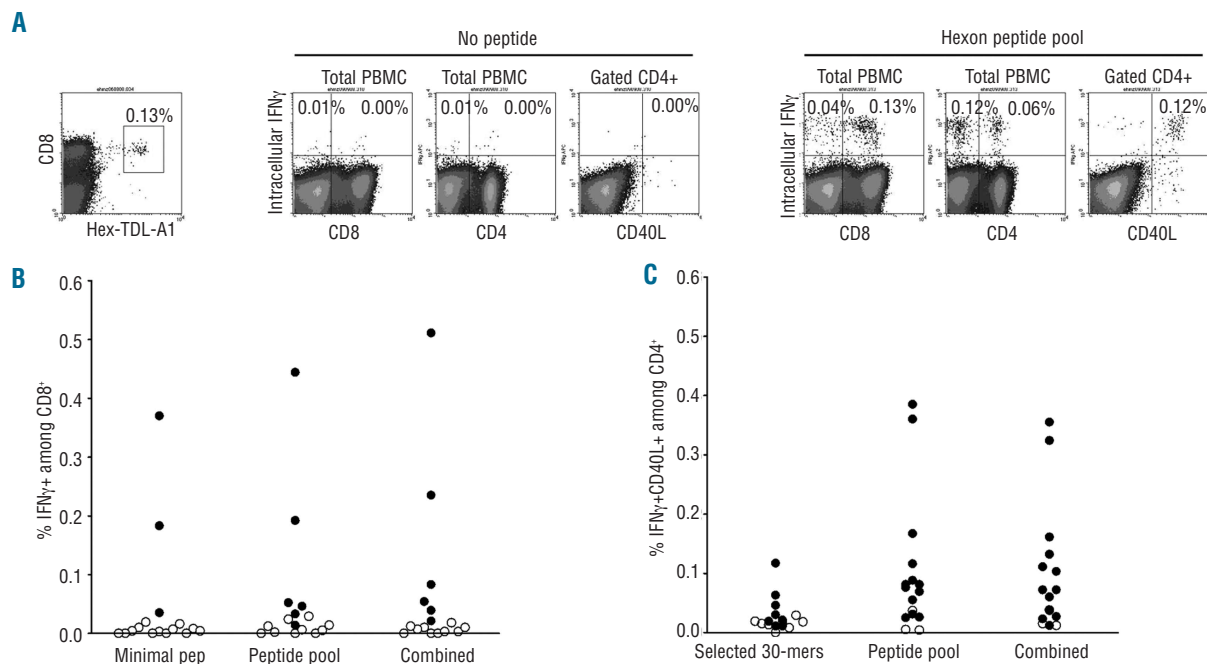 A
No peptide
Hexon peptide pool
Total PBMC Total PBMC Gated CD4+
Total PBMC Total PBMC Gated CD4+
CD8
0.13%
Hex-TDL-A1
Intracellular IFNγ
0.01% 0.00%
0.01% 0.00%
0.00%
CD8 CD4 CD40L
Intracellular IFNγ
0.04% 0.13%
0.12% 0.06%
0.12%
CD8 CD4 CD40L
B
% IFNγ+ among CD8+
0.6
0.5
0.4
0.3
0.2
0.1
0.0
Minimal pep Peptide pool Combined
C
% IFNγ+CD40L+ among CD4+
0.6
0.5
0.4
0.3
0.2
0.1
0.0
Selected 30-mers Peptide pool Combined